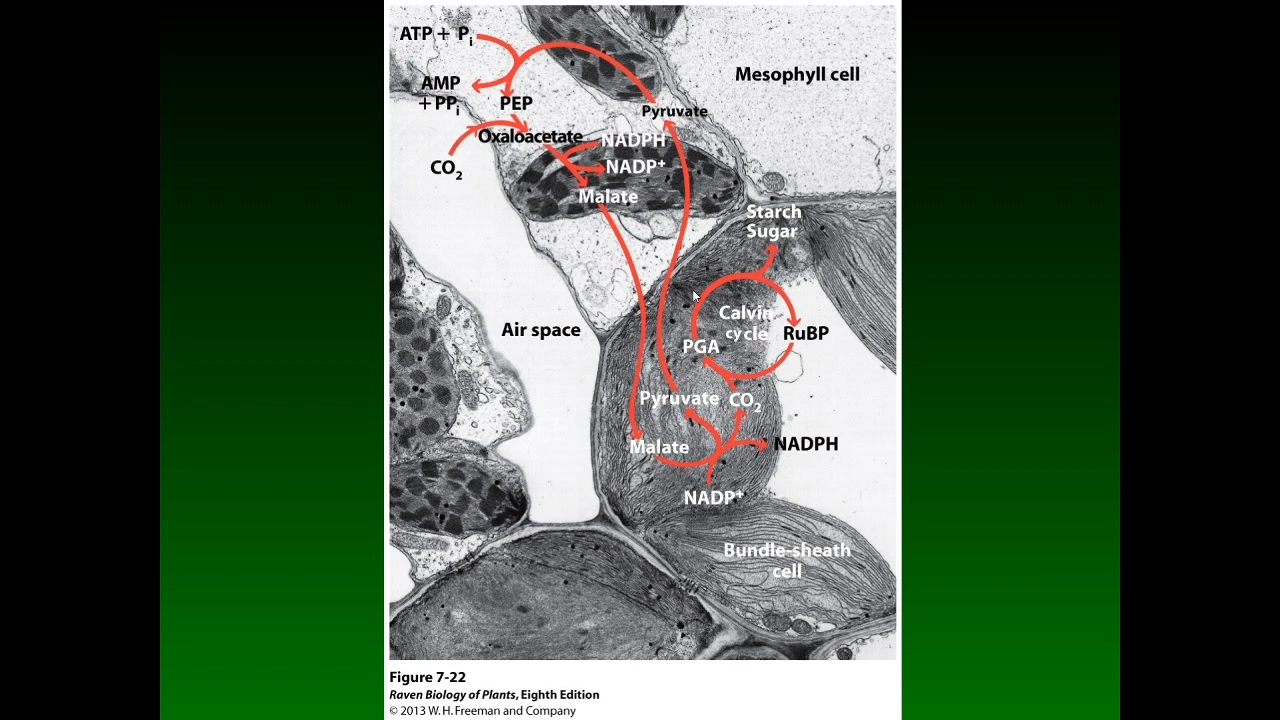 ATP + Pi
Mesophyll cell
AMP
+ PPi
PEP
Pyruvate
Oxaloacetate
NADPH
CO2
NADP+
Malate
Starch
Sugar
Calvin
cycle
Air space
RuBP
PGA
Pyruvate
CO2
Malate
NADPH
NADP+
Bundle-sheath
cell
Figure 7-22
Raven Biology of Plants, Eighth Edition
© 2013 W. H. Freeman and Company